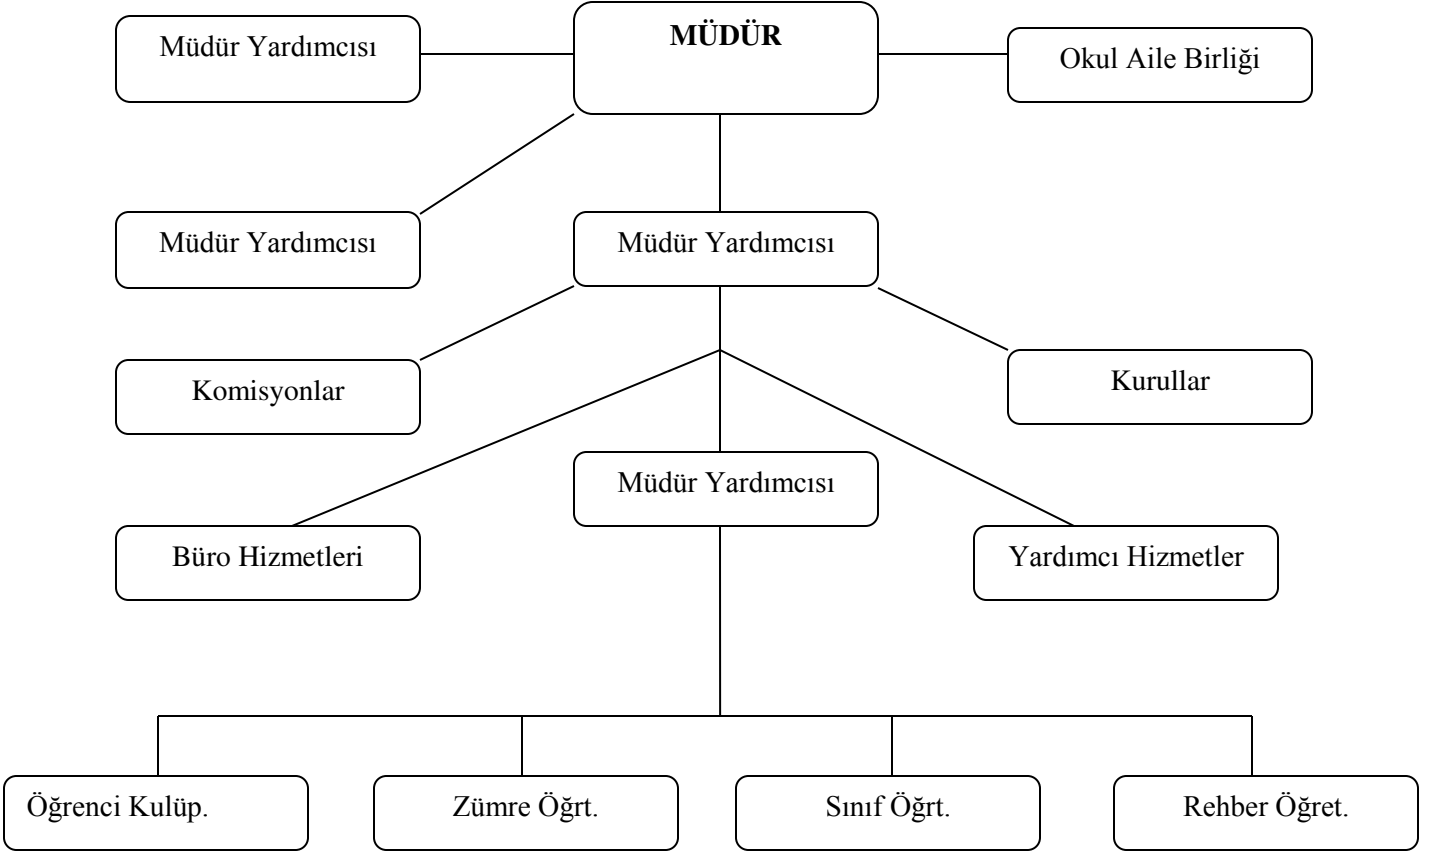 Müdür Yardımcısı
MÜDÜR
Okul Aile Birliği
Müdür Yardımcısı
Müdür Yardımcısı
Komisyonlar
Kurullar
Müdür Yardımcısı
Büro Hizmetleri
Yardımcı Hizmetler
Öğrenci Kulüp.
Zümre Öğrt.
Sınıf Öğrt.
Rehber Öğret.